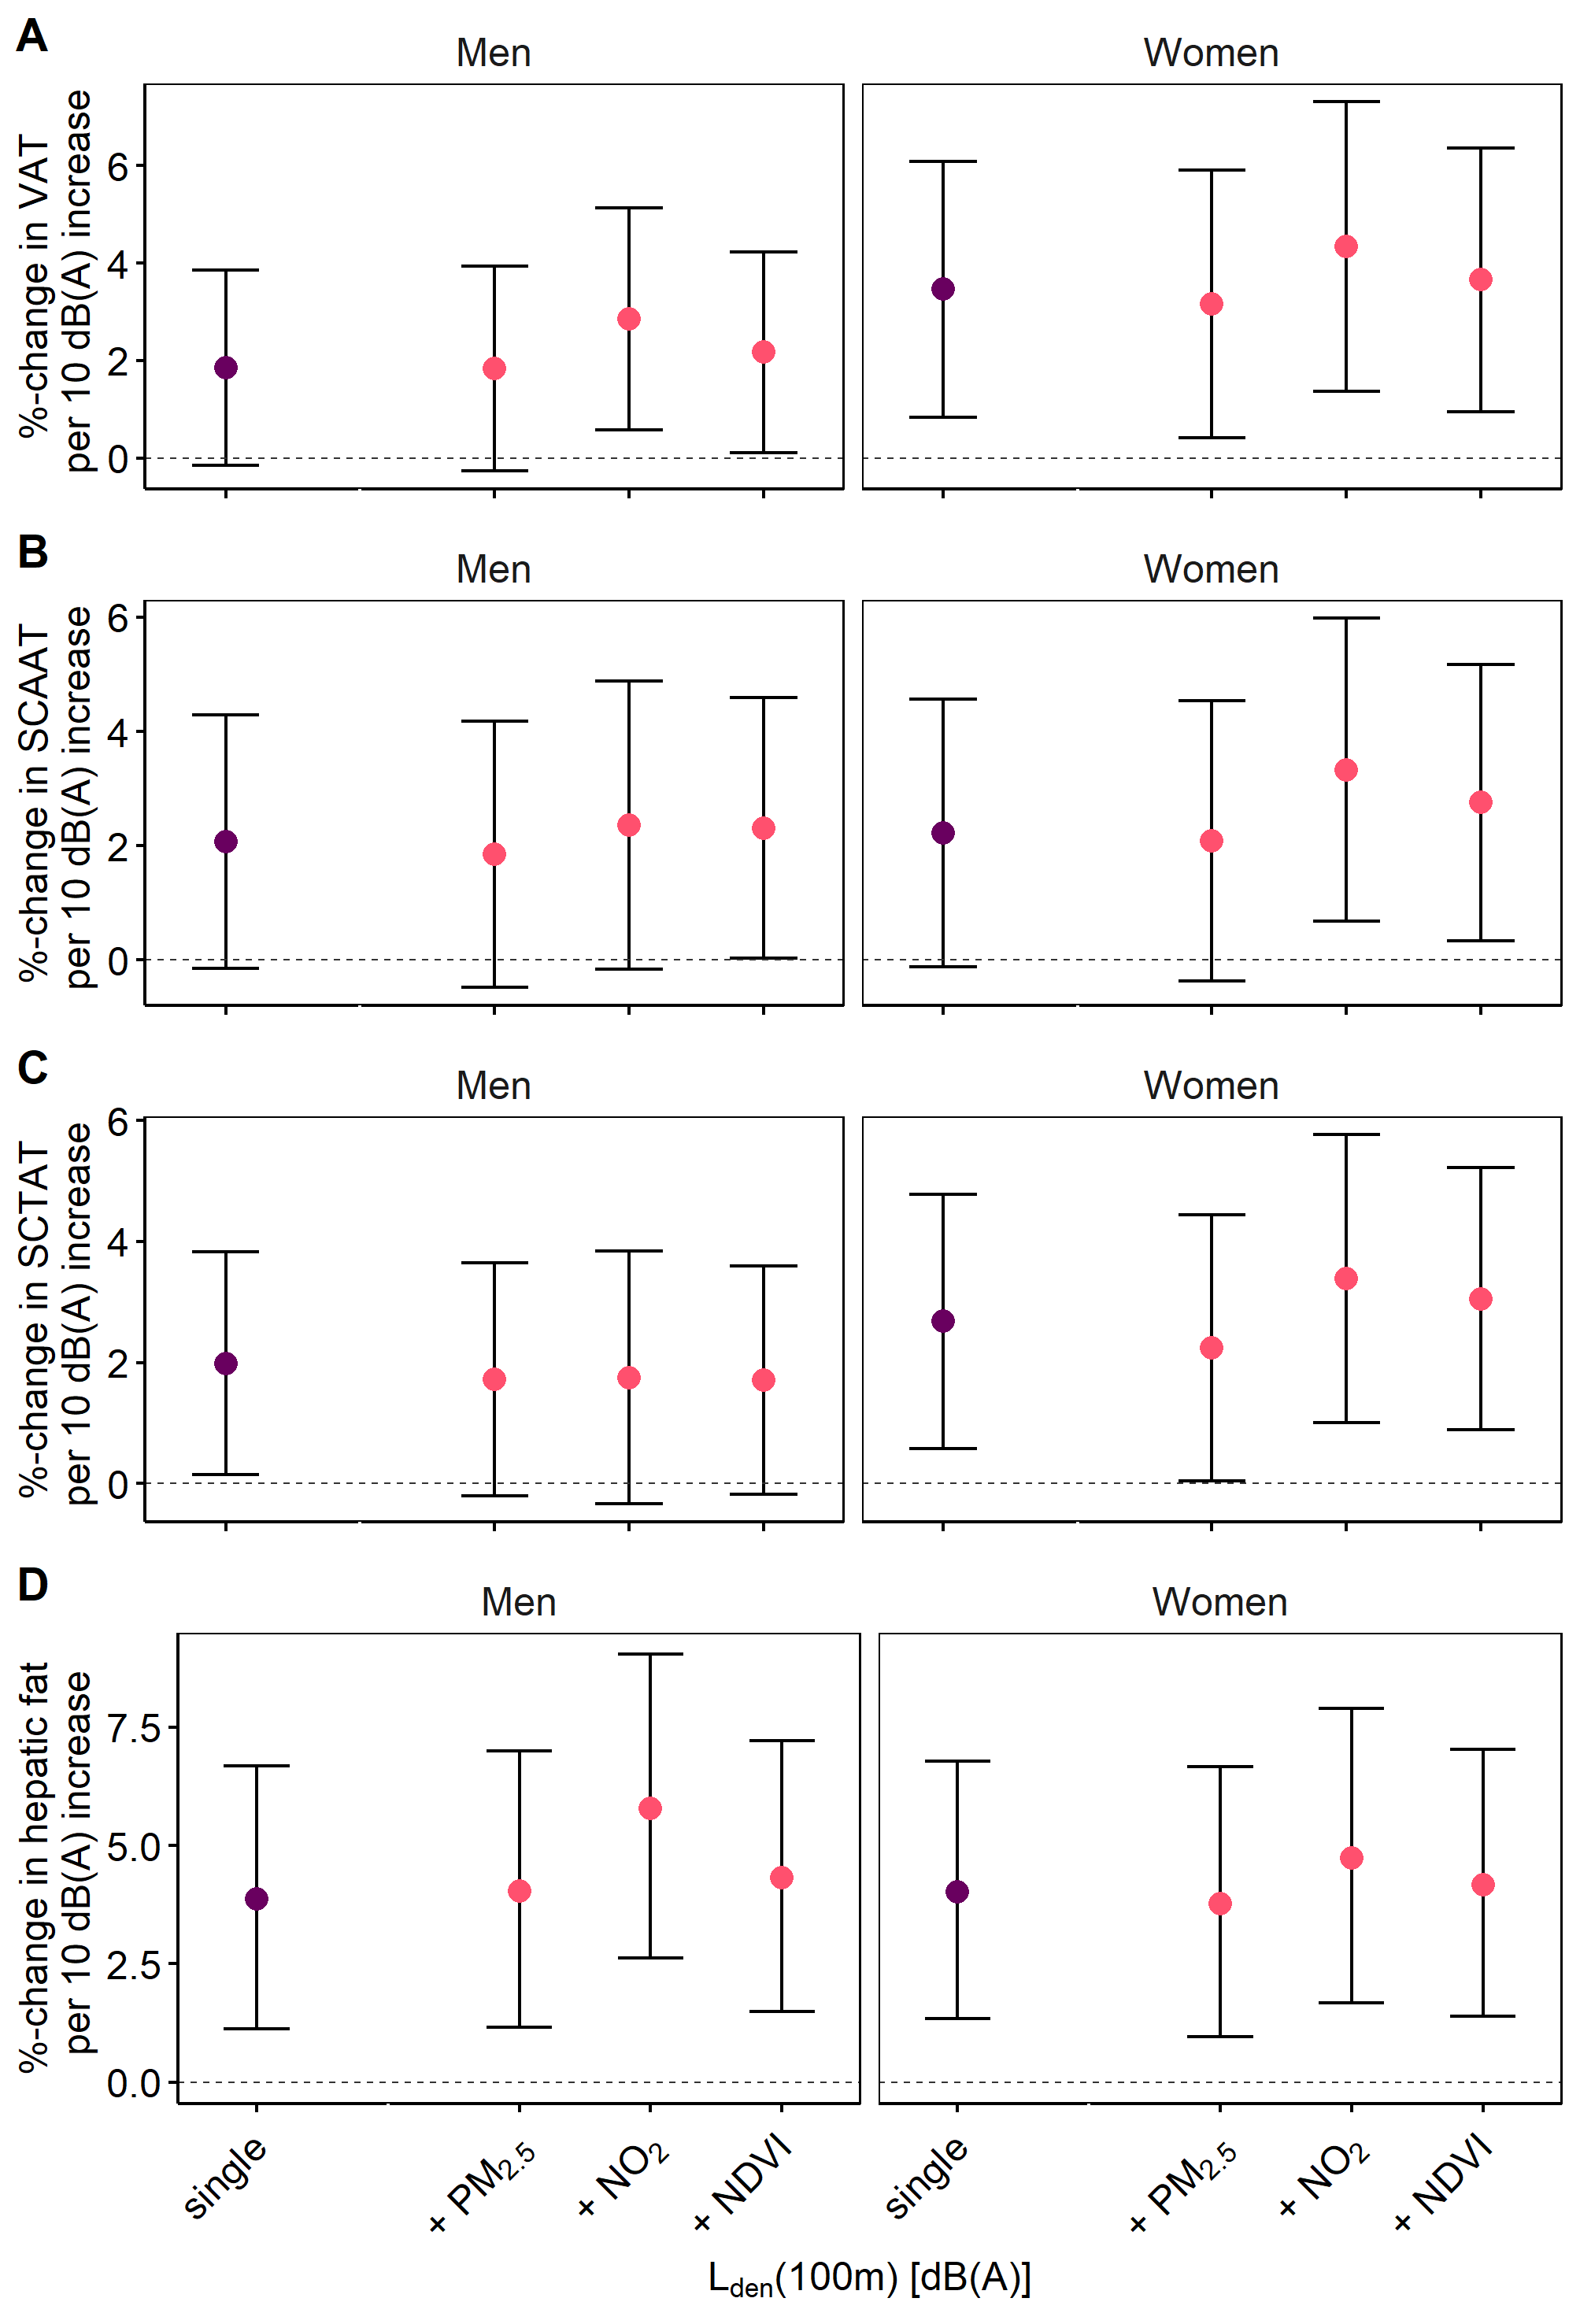 A
Men Women
%-change in VAT
per 10 dB(A) increase
6
4
2
0
B
Men Women
%-change in SCAAT
per 10 dB(A) increase
6
4
2
0
C
Men Women
%-change in SCTAT
per 10 dB(A) increase
6
4
2
0
D
Men Women
%-change in hepatic fat
per 10 dB(A) increase
7.5
5.0
2.5
0.0
single + PM2.5 + NO2 + NDVI single + PM2.5 + NO2 + NDVI
Lden(100m) [dB(A)]